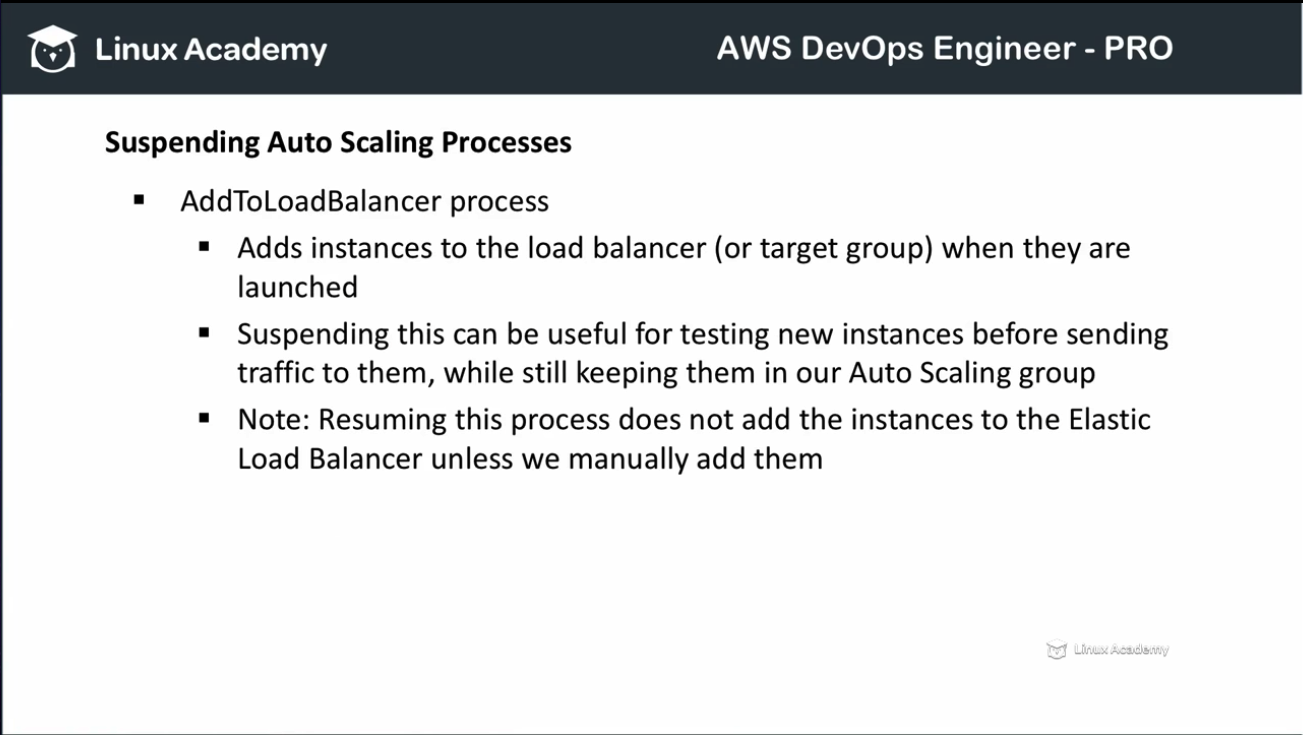 Linux Academy
AWS DevOps Engineer - PRO
Suspending Auto Scaling Processes
▪ AddToLoadBalancer process
▪ Adds instances to the load balancer (or target group) when they are
launched
▪ Suspending this can be useful for testing new instances before sending
traffic to them, while still keeping them in our Auto Scaling group
▪ Note: Resuming this process does not add the instances to the Elastic
Load Balancer unless we manually add them
Linux Academy